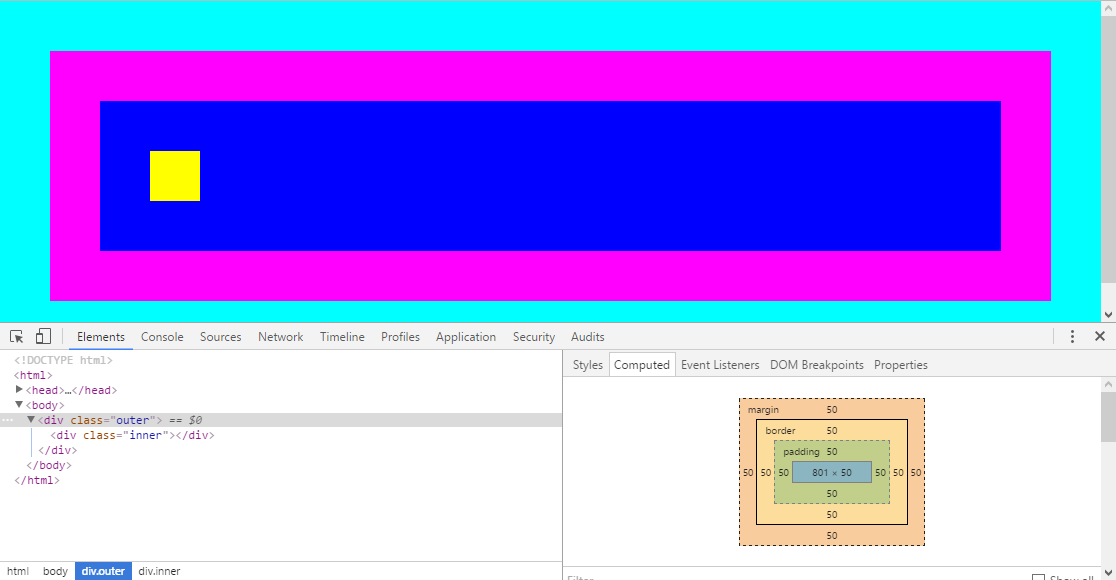 Elements Console Sources Network Timeline Profiles Application Security Audits
<!DOCTYPE html>
<html>
<head>…</head>
<body>
… <div class="outer"> == $0
<div class="inner"></div>
</div>
</body>
</html>
html body div.outer div.inner
Styles Computed Event Listeners DOM Breakpoints Properties
margin 50
border 50
padding 50
50 50 50 801 × 50 50 50 50
50
50
50
Filter Show all